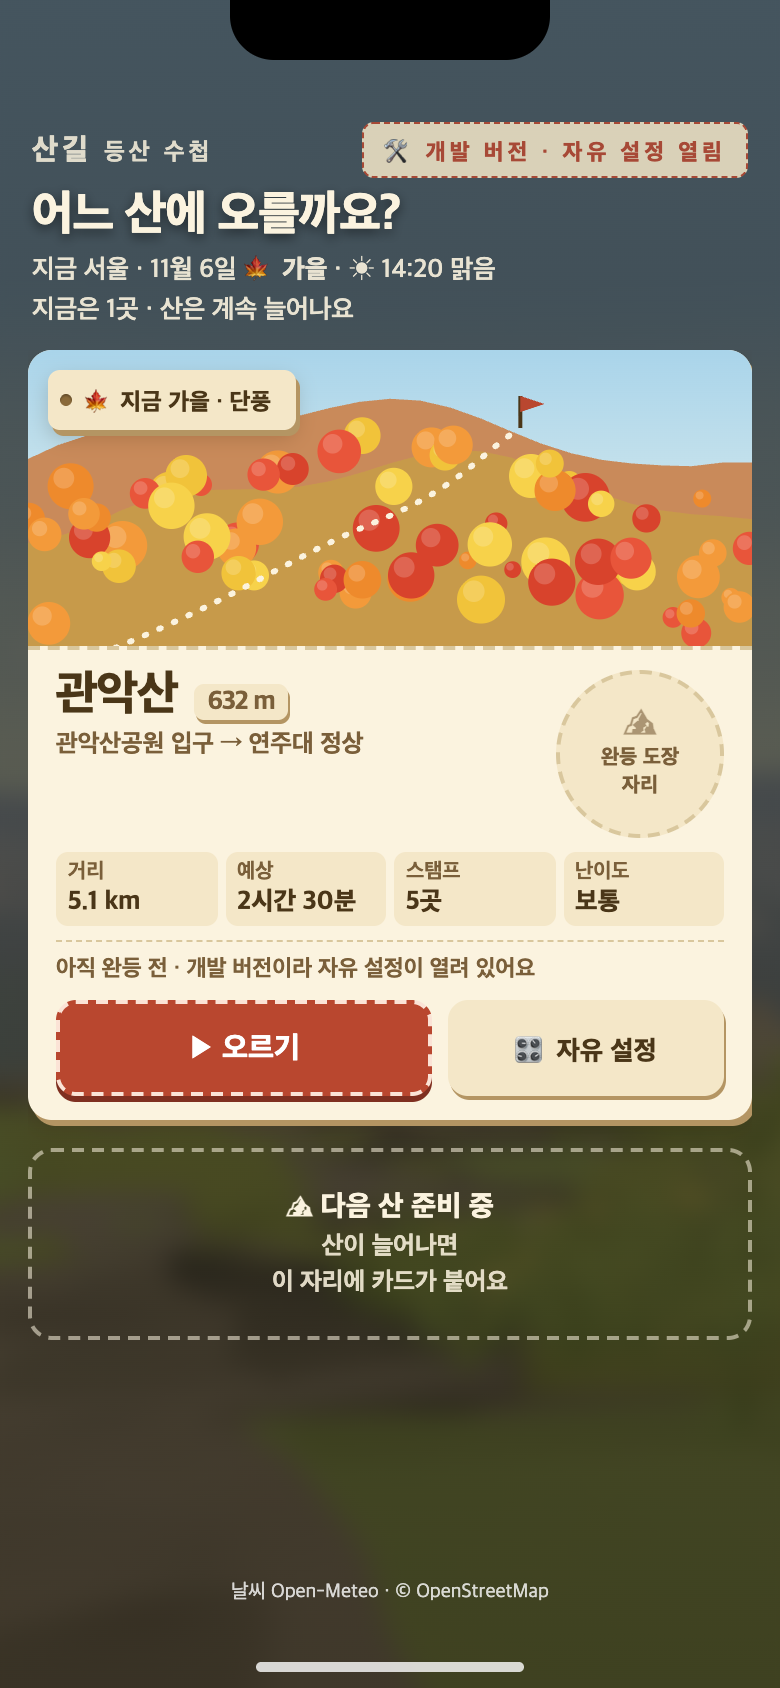 산길 등산 수첩
🛠 개발 버전 · 자유 설정 열림
어느 산에 오를까요?
지금 서울 · 11월 6일 🍁 가을 · ☀ 14:20 맑음
지금은 1곳 · 산은 계속 늘어나요
🍁 지금 가을 · 단풍
관악산 632 m
관악산공원 입구 → 연주대 정상
완등 도장
자리
거리
5.1 km
예상
2시간 30분
스탬프
5곳
난이도
보통
아직 완등 전 · 개발 버전이라 자유 설정이 열려 있어요
▶ 오르기
🎛 자유 설정
🏔 다음 산 준비 중
산이 늘어나면
이 자리에 카드가 붙어요
날씨 Open-Meteo · © OpenStreetMap